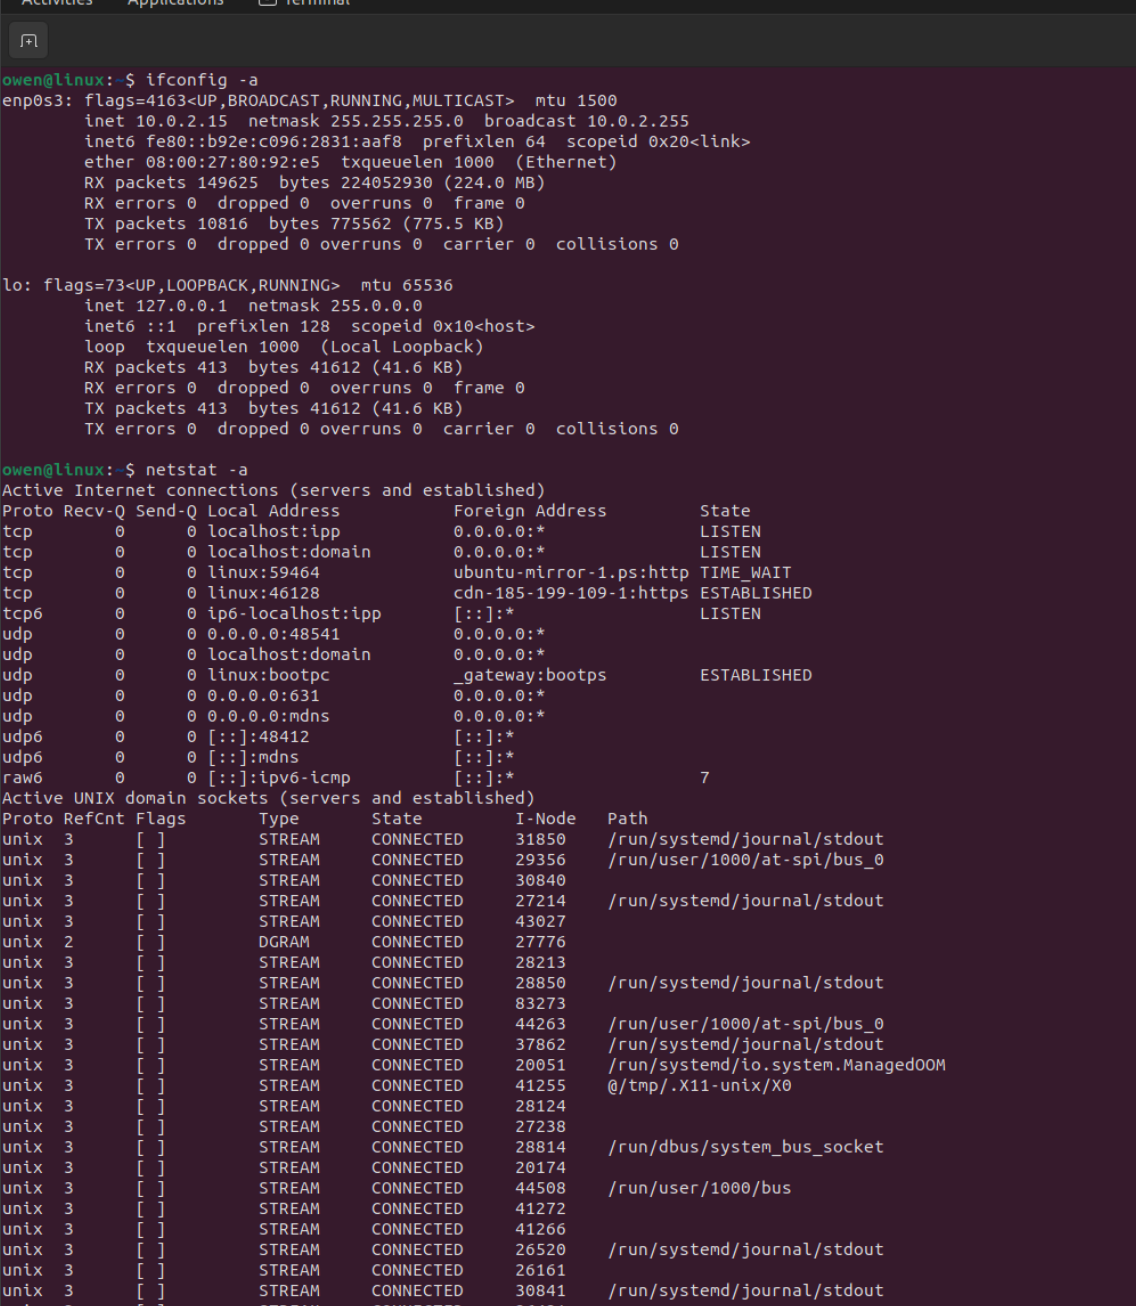 Activities Applications Terminal
owen@linux:~$ ifconfig -a
enp0s3: flags=4163<UP,BROADCAST,RUNNING,MULTICAST>  mtu 1500
        inet 10.0.2.15  netmask 255.255.255.0  broadcast 10.0.2.255
        inet6 fe80::b92e:c096:2831:aaf8  prefixlen 64  scopeid 0x20<link>
        ether 08:00:27:80:92:e5  txqueuelen 1000  (Ethernet)
        RX packets 149625  bytes 224052930 (224.0 MB)
        RX errors 0  dropped 0  overruns 0  frame 0
        TX packets 10816  bytes 775562 (775.5 KB)
        TX errors 0  dropped 0 overruns 0  carrier 0  collisions 0

lo: flags=73<UP,LOOPBACK,RUNNING>  mtu 65536
        inet 127.0.0.1  netmask 255.0.0.0
        inet6 ::1  prefixlen 128  scopeid 0x10<host>
        loop  txqueuelen 1000  (Local Loopback)
        RX packets 413  bytes 41612 (41.6 KB)
        RX errors 0  dropped 0  overruns 0  frame 0
        TX packets 413  bytes 41612 (41.6 KB)
        TX errors 0  dropped 0 overruns 0  carrier 0  collisions 0

owen@linux:~$ netstat -a
Active Internet connections (servers and established)
Proto Recv-Q Send-Q Local Address           Foreign Address         State
tcp        0      0 localhost:ipp           0.0.0.0:*               LISTEN
tcp        0      0 localhost:domain        0.0.0.0:*               LISTEN
tcp        0      0 linux:59464             ubuntu-mirror-1.ps:http TIME_WAIT
tcp        0      0 linux:46128             cdn-185-199-109-1:https ESTABLISHED
tcp6       0      0 ip6-localhost:ipp       [::]:*                  LISTEN
udp        0      0 0.0.0.0:48541           0.0.0.0:*
udp        0      0 localhost:domain        0.0.0.0:*
udp        0      0 linux:bootpc            _gateway:bootps         ESTABLISHED
udp        0      0 0.0.0.0:631             0.0.0.0:*
udp        0      0 0.0.0.0:mdns            0.0.0.0:*
udp6       0      0 [::]:48412              [::]:*
udp6       0      0 [::]:mdns               [::]:*
raw6       0      0 [::]:ipv6-icmp          [::]:*                  7
Active UNIX domain sockets (servers and established)
Proto RefCnt Flags       Type       State         I-Node   Path
unix  3      [ ]         STREAM     CONNECTED     31850    /run/systemd/journal/stdout
unix  3      [ ]         STREAM     CONNECTED     29356    /run/user/1000/at-spi/bus_0
unix  3      [ ]         STREAM     CONNECTED     30840
unix  3      [ ]         STREAM     CONNECTED     27214    /run/systemd/journal/stdout
unix  3      [ ]         STREAM     CONNECTED     43027
unix  2      [ ]         DGRAM      CONNECTED     27776
unix  3      [ ]         STREAM     CONNECTED     28213
unix  3      [ ]         STREAM     CONNECTED     28850    /run/systemd/journal/stdout
unix  3      [ ]         STREAM     CONNECTED     83273
unix  3      [ ]         STREAM     CONNECTED     44263    /run/user/1000/at-spi/bus_0
unix  3      [ ]         STREAM     CONNECTED     37862    /run/systemd/journal/stdout
unix  3      [ ]         STREAM     CONNECTED     20051    /run/systemd/io.system.ManagedOOM
unix  3      [ ]         STREAM     CONNECTED     41255    @/tmp/.X11-unix/X0
unix  3      [ ]         STREAM     CONNECTED     28124
unix  3      [ ]         STREAM     CONNECTED     27238
unix  3      [ ]         STREAM     CONNECTED     28814    /run/dbus/system_bus_socket
unix  3      [ ]         STREAM     CONNECTED     20174
unix  3      [ ]         STREAM     CONNECTED     44508    /run/user/1000/bus
unix  3      [ ]         STREAM     CONNECTED     41272
unix  3      [ ]         STREAM     CONNECTED     41266
unix  3      [ ]         STREAM     CONNECTED     26520    /run/systemd/journal/stdout
unix  3      [ ]         STREAM     CONNECTED     26161
unix  3      [ ]         STREAM     CONNECTED     30841    /run/systemd/journal/stdout